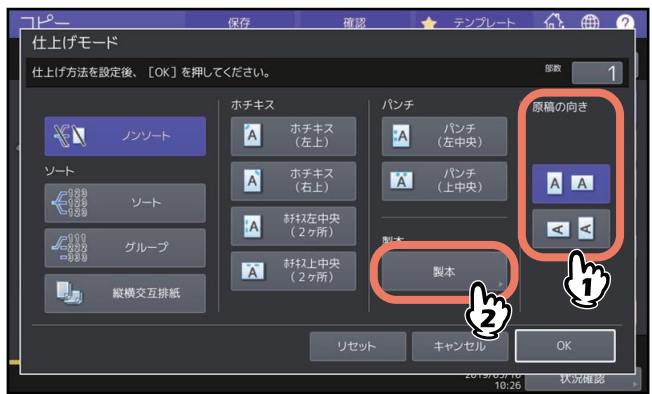 コピー 保存 確認 テンプレート ?
仕上げモード
仕上げ方法を設定後、［OK］を押してください。 部数 1
ホチキス パンチ 原稿の向き
ノンソート
ホチキス
（左上）
パンチ
（左中央）
ソート
ホチキス
（右上）
パンチ
（上中央）
ソート
ﾎﾁｷｽ左中央
（２ヶ所）
グループ
製本
ﾎﾁｷｽ上中央
（２ヶ所）
製本
縦横交互排紙
1
2
リセット キャンセル OK
10:26 状況確認